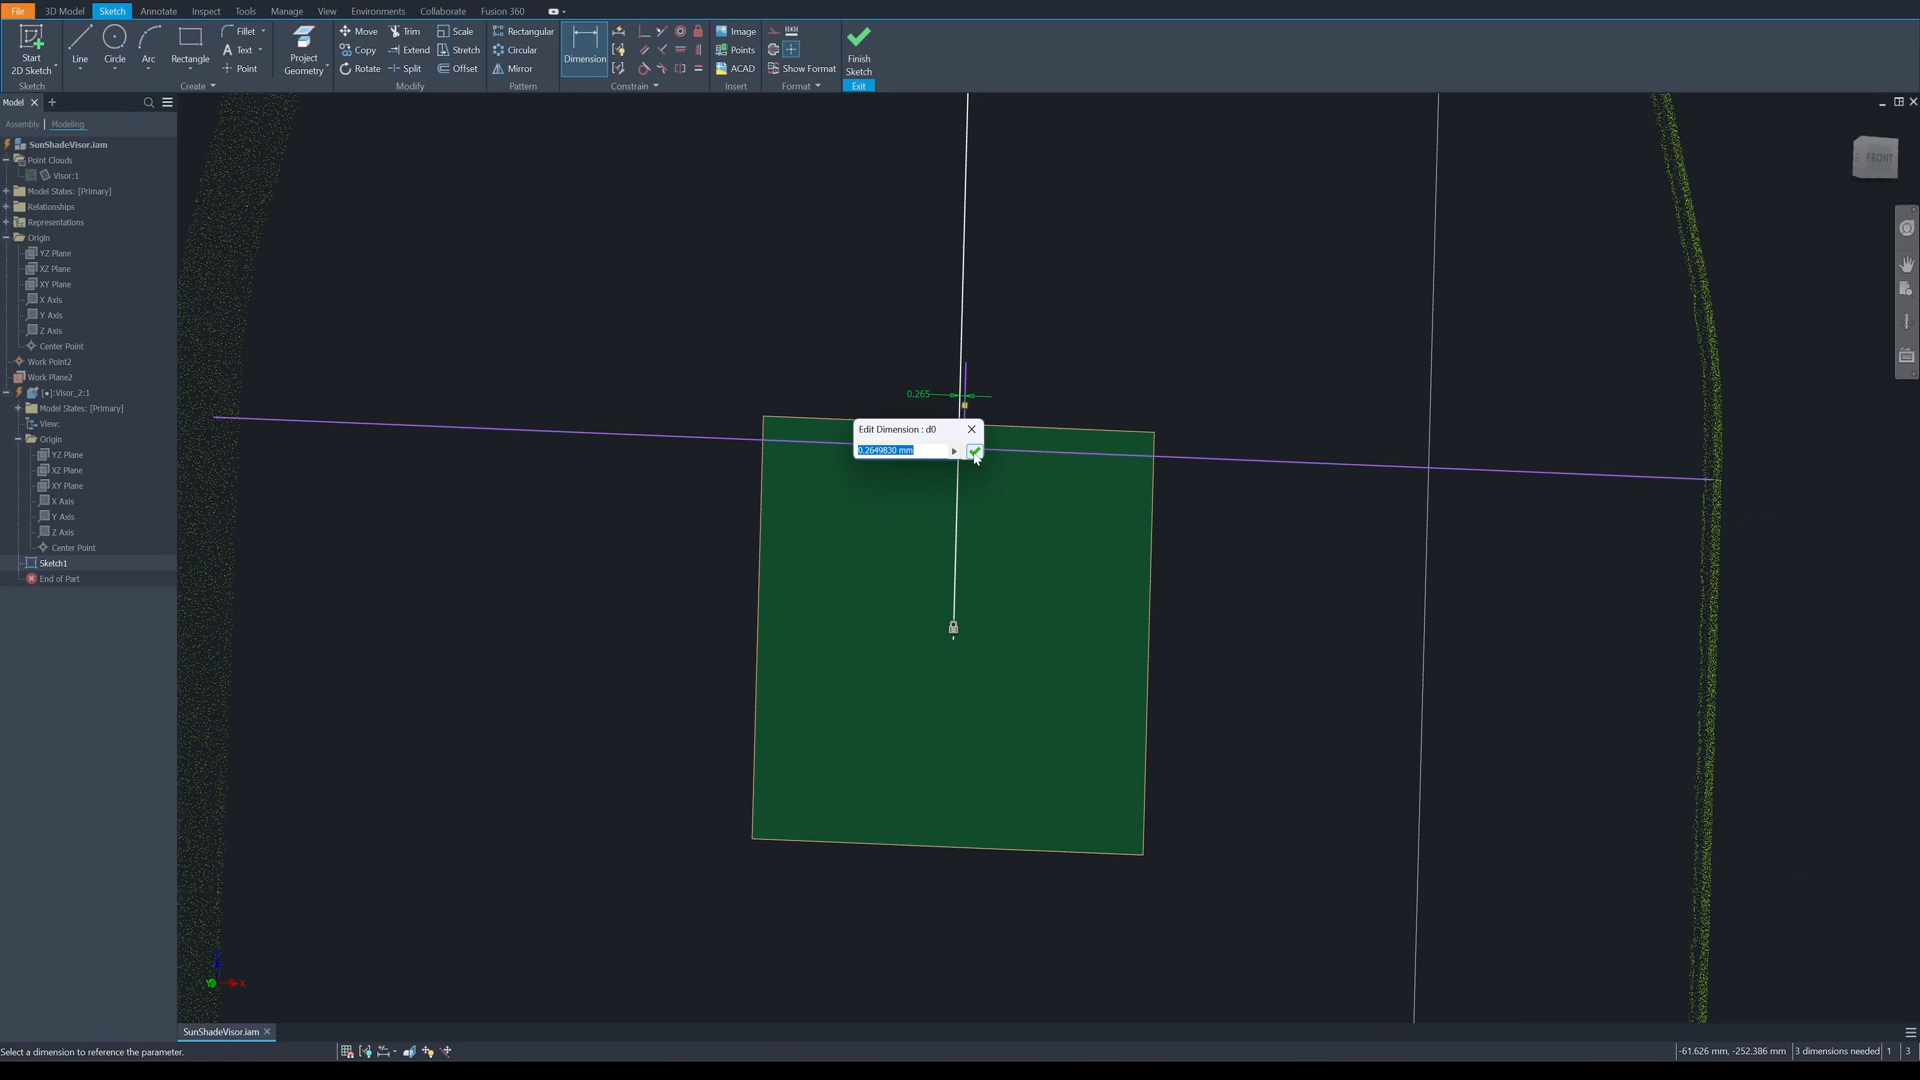 File 3D Model Sketch Annotate Inspect Tools Manage View Environments Collaborate Fusion 360
Start
2D Sketch
Line
Circle
Arc
Rectangle
Fillet
Text
Point
Project
Geometry
Move
Copy
Rotate
Trim
Extend
Split
Scale
Stretch
Offset
Rectangular
Circular
Mirror
Dimension
Image
Points
ACAD
Show Format
Finish
Sketch
Sketch Create Modify Pattern Constrain Insert Format Exit
Model
Assembly | Modeling
SunShadeVisor.iam
Point Clouds
Visor:1
Model States: [Primary]
Relationships
Representations
Origin
YZ Plane
XZ Plane
XY Plane
X Axis
Y Axis
Z Axis
Center Point
Work Point2
Work Plane2
[•]:Visor_2:1
Model States: [Primary]
View:
Origin
YZ Plane
XZ Plane
XY Plane
X Axis
Y Axis
Z Axis
Center Point
Sketch1
End of Part
FRONT
0.265
Edit Dimension : d0
0.2649830 mm
X
SunShadeVisor.iam
Select a dimension to reference the parameter.
-61.626 mm, -252.386 mm 3 dimensions needed 1 3